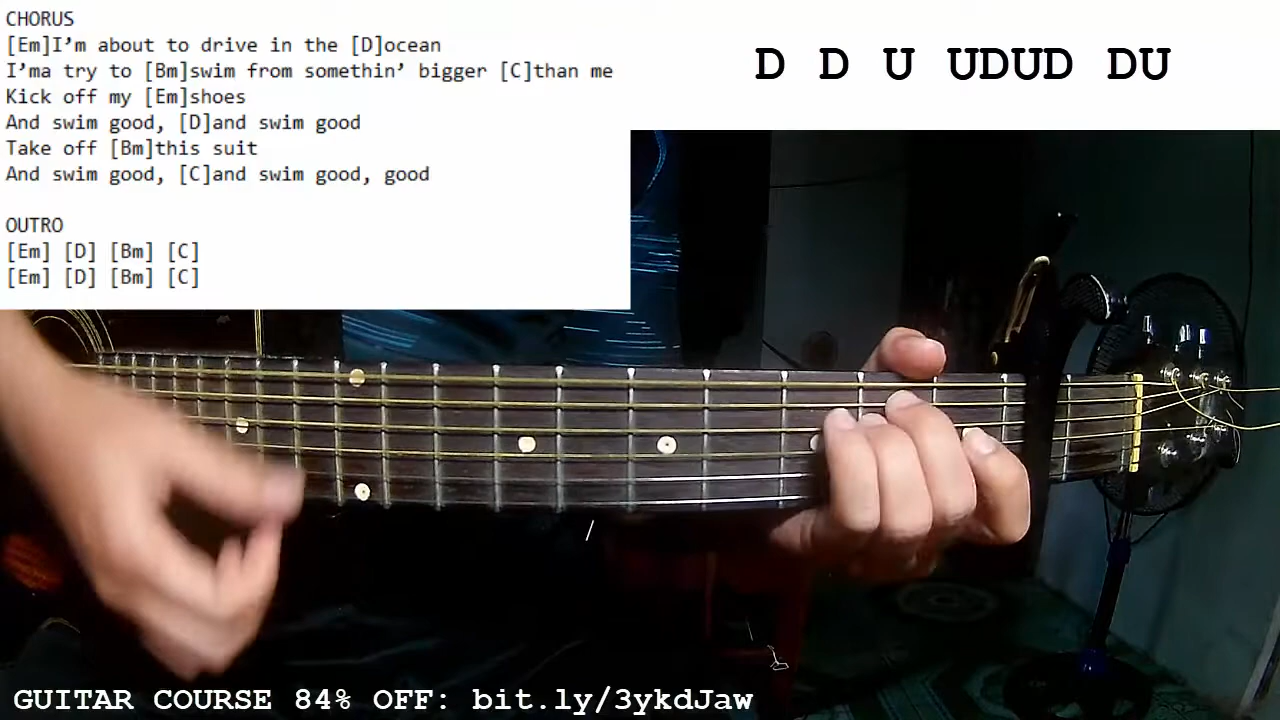 CHORUS
[Em]I’m about to drive in the [D]ocean
I’ma try to [Bm]swim from somethin’ bigger [C]than me
Kick off my [Em]shoes
And swim good, [D]and swim good
Take off [Bm]this suit
And swim good, [C]and swim good, good
OUTRO
[Em] [D] [Bm] [C]
[Em] [D] [Bm] [C]
D D U UDUD DU
GUITAR COURSE 84% OFF: bit.ly/3ykdJaw